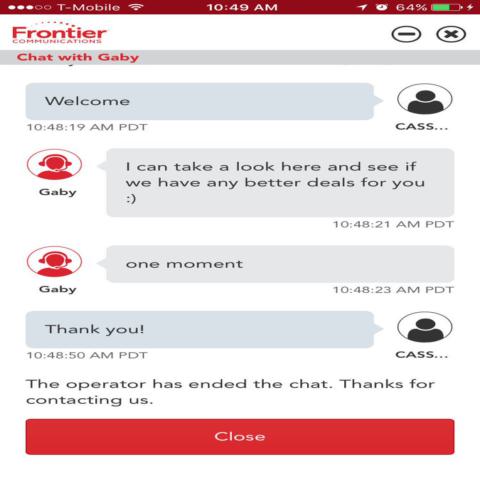 T-Mobile 10:49 AM 64%
Frontier
COMMUNICATIONS
Chat with Gaby
Welcome
10:48:19 AM PDT
CASS...
I can take a look here and see if
we have any better deals for you
:)
Gaby
10:48:21 AM PDT
one moment
Gaby
10:48:23 AM PDT
Thank you!
10:48:50 AM PDT
CASS...
The operator has ended the chat. Thanks for
contacting us.
Close